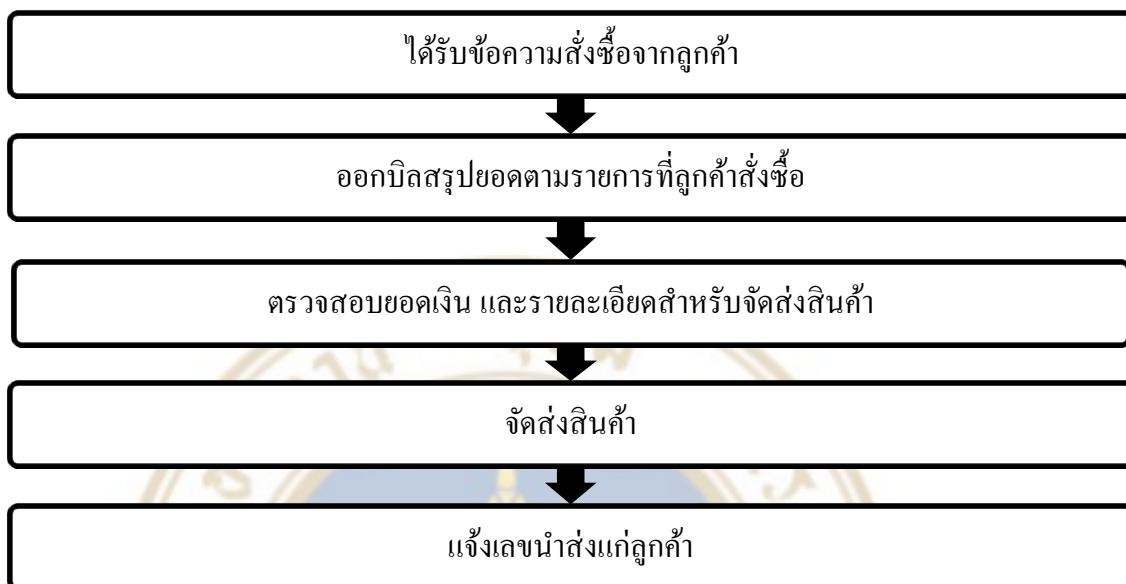 ได้รับข้อความสั่งซื้อจากลูกค้า
ออกบิลสรุปยอดตามรายการที่ลูกค้าสั่งซื้อ
ตรวจสอบยอดเงิน และรายละเอียดสำหรับจัดส่งสินค้า
จัดส่งสินค้า
แจ้งเลขนำส่งแก่ลูกค้า